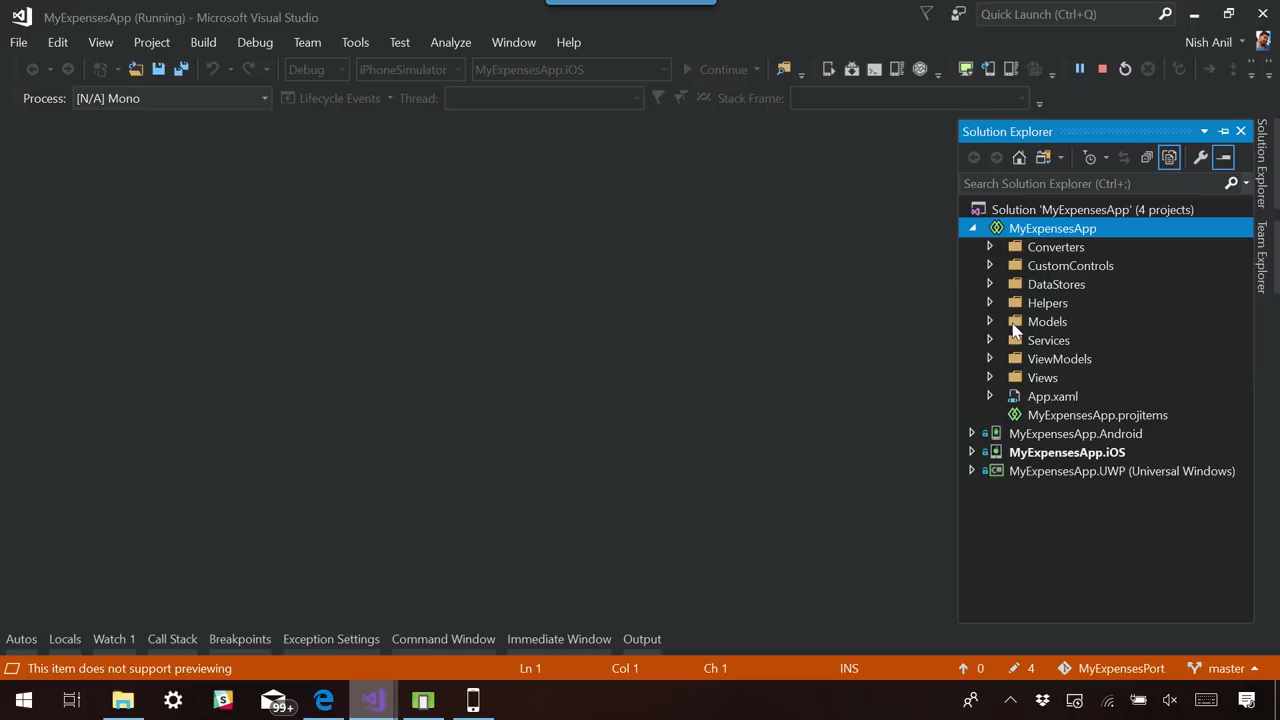 MyExpensesApp (Running) - Microsoft Visual Studio
Quick Launch (Ctrl+Q)
File Edit View Project Build Debug Team Tools Test Analyze Window Help
Nish Anil
Debug iPhoneSimulator MyExpensesApp.iOS Continue
Process: [N/A] Mono Lifecycle Events Thread: Stack Frame:
Solution Explorer
Search Solution Explorer (Ctrl+;)
Solution 'MyExpensesApp' (4 projects)
MyExpensesApp
Converters
CustomControls
DataStores
Helpers
Models
Services
ViewModels
Views
App.xaml
MyExpensesApp.projitems
MyExpensesApp.Android
MyExpensesApp.iOS
MyExpensesApp.UWP (Universal Windows)
Solution Explorer
Team Explorer
Autos Locals Watch 1 Call Stack Breakpoints Exception Settings Command Window Immediate Window Output
This item does not support previewing Ln 1 Col 1 Ch 1 INS 0 4 MyExpensesPort master
99+